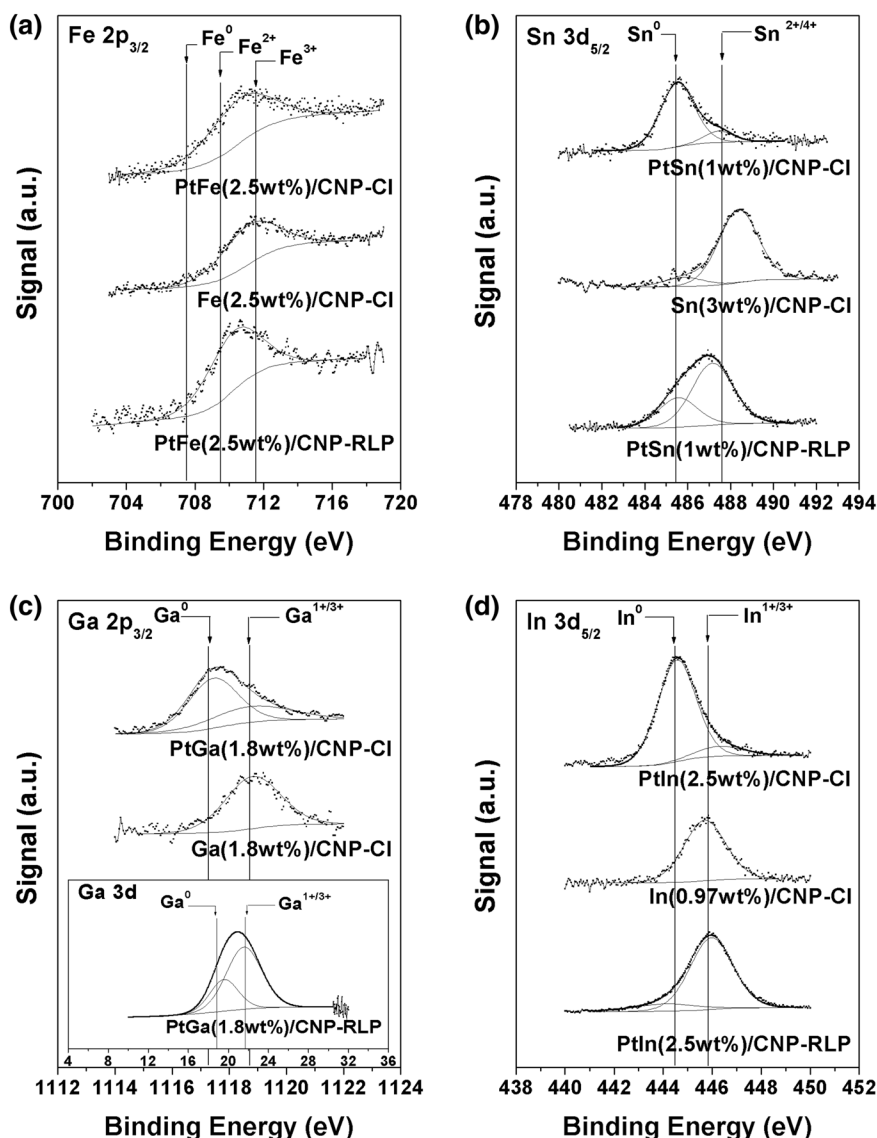 (a)
Fe 2p3/2
Fe0
Fe2+
Fe3+
PtFe(2.5wt%)/CNP-CI
Fe(2.5wt%)/CNP-CI
PtFe(2.5wt%)/CNP-RLP
Signal (a.u.)
700 704 708 712 716 720
Binding Energy (eV)
(b)
Sn 3d5/2
Sn0
Sn2+/4+
PtSn(1wt%)/CNP-CI
Sn(3wt%)/CNP-CI
PtSn(1wt%)/CNP-RLP
Signal (a.u.)
478 480 482 484 486 488 490 492 494
Binding Energy (eV)
(c)
Ga 2p3/2
Ga0
Ga1+/3+
PtGa(1.8wt%)/CNP-CI
Ga(1.8wt%)/CNP-CI
Ga 3d
Ga0
Ga1+/3+
PtGa(1.8wt%)/CNP-RLP
4 8 12 16 20 24 28 32 36
Signal (a.u.)
1112 1114 1116 1118 1120 1122 1124
Binding Energy (eV)
(d)
In 3d5/2
In0
In1+/3+
PtIn(2.5wt%)/CNP-CI
In(0.97wt%)/CNP-CI
PtIn(2.5wt%)/CNP-RLP
Signal (a.u.)
438 440 442 444 446 448 450 452
Binding Energy (eV)